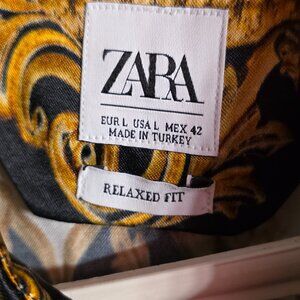 ZARA
EUR L USA L MEX 42
MADE IN TURKEY
RELAXED FIT